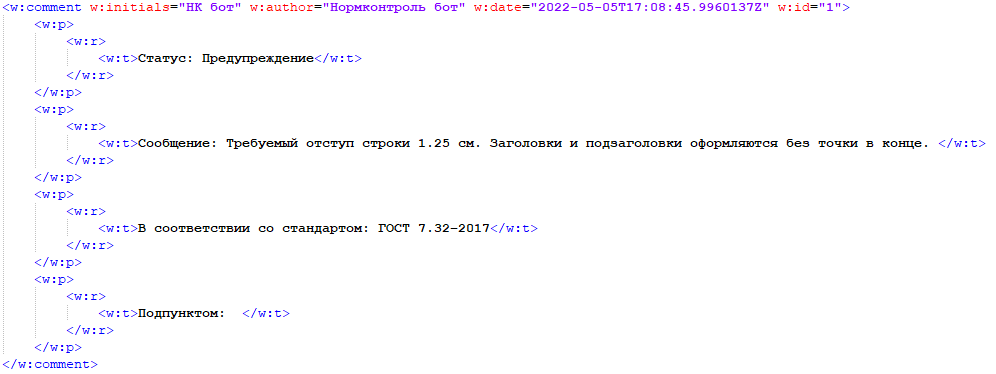 <w:comment w:initials="НК бот" w:author="Нормконтроль бот" w:date="2022-05-05T17:08:45.9960137Z" w:id="1">
<w:p>
<w:r>
<w:t>Статус: Предупреждение</w:t>
</w:r>
</w:p>
<w:p>
<w:r>
<w:t>Сообщение: Требуемый отступ строки 1.25 см. Заголовки и подзаголовки оформляются без точки в конце. </w:t>
</w:r>
</w:p>
<w:p>
<w:r>
<w:t>В соответствии со стандартом: ГОСТ 7.32-2017</w:t>
</w:r>
</w:p>
<w:p>
<w:r>
<w:t>Подпунктом:  </w:t>
</w:r>
</w:p>
</w:comment>